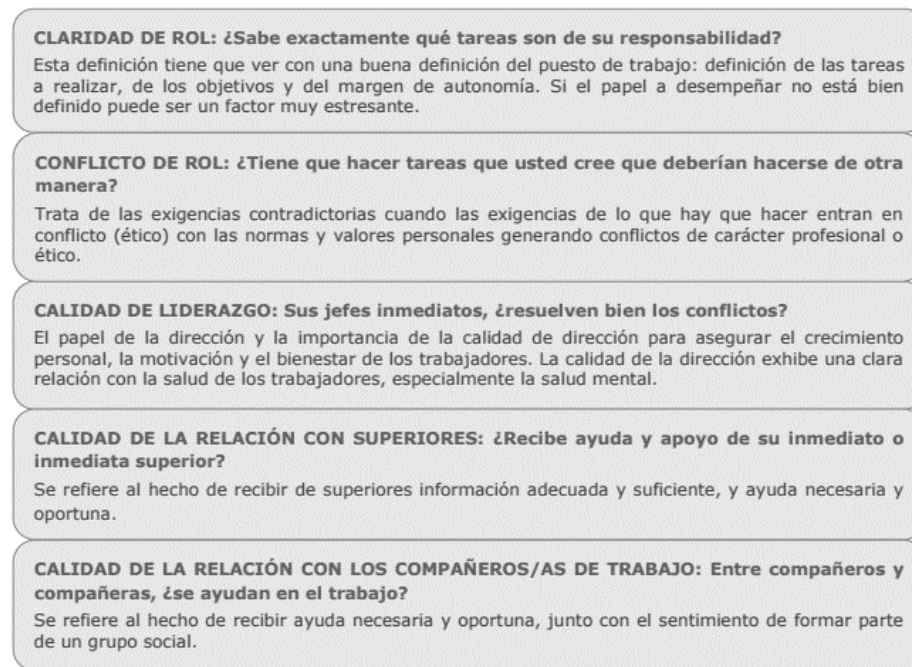 CLARIDAD DE ROL: ¿Sabe exactamente qué tareas son de su responsabilidad?
Esta definición tiene que ver con una buena definición del puesto de trabajo: definición de las tareas
a realizar, de los objetivos y del margen de autonomía. Si el papel a desempeñar no está bien
definido puede ser un factor muy estresante.
CONFLICTO DE ROL: ¿Tiene que hacer tareas que usted cree que deberían hacerse de otra
manera?
Trata de las exigencias contradictorias cuando las exigencias de lo que hay que hacer entran en
conflicto (ético) con las normas y valores personales generando conflictos de carácter profesional o
ético.
CALIDAD DE LIDERAZGO: Sus jefes inmediatos, ¿resuelven bien los conflictos?
El papel de la dirección y la importancia de la calidad de dirección para asegurar el crecimiento
personal, la motivación y el bienestar de los trabajadores. La calidad de la dirección exhibe una clara
relación con la salud de los trabajadores, especialmente la salud mental.
CALIDAD DE LA RELACIÓN CON SUPERIORES: ¿Recibe ayuda y apoyo de su inmediato o
inmediata superior?
Se refiere al hecho de recibir de superiores información adecuada y suficiente, y ayuda necesaria y
oportuna.
CALIDAD DE LA RELACIÓN CON LOS COMPAÑEROS/AS DE TRABAJO: Entre compañeros y
compañeras, ¿se ayudan en el trabajo?
Se refiere al hecho de recibir ayuda necesaria y oportuna, junto con el sentimiento de formar parte
de un grupo social.